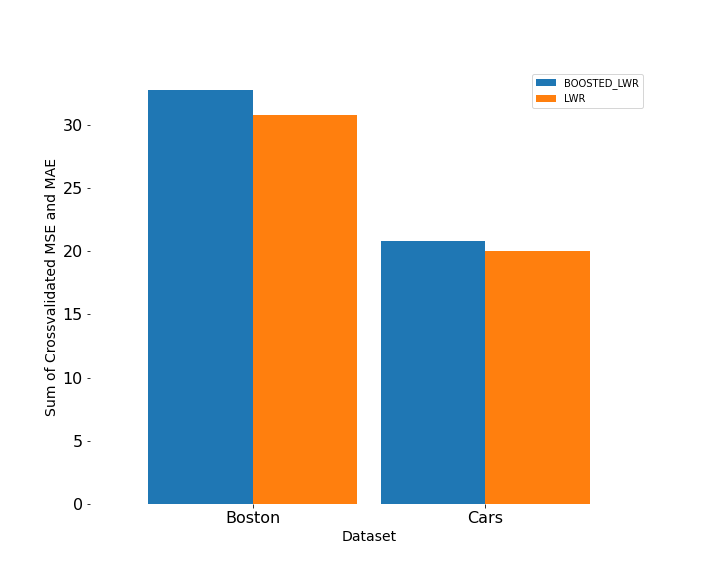 BOOSTED_LWR
LWR
Sum of Crossvalidated MSE and MAE
30
25
20
15
10
5
0
Boston
Cars
Dataset